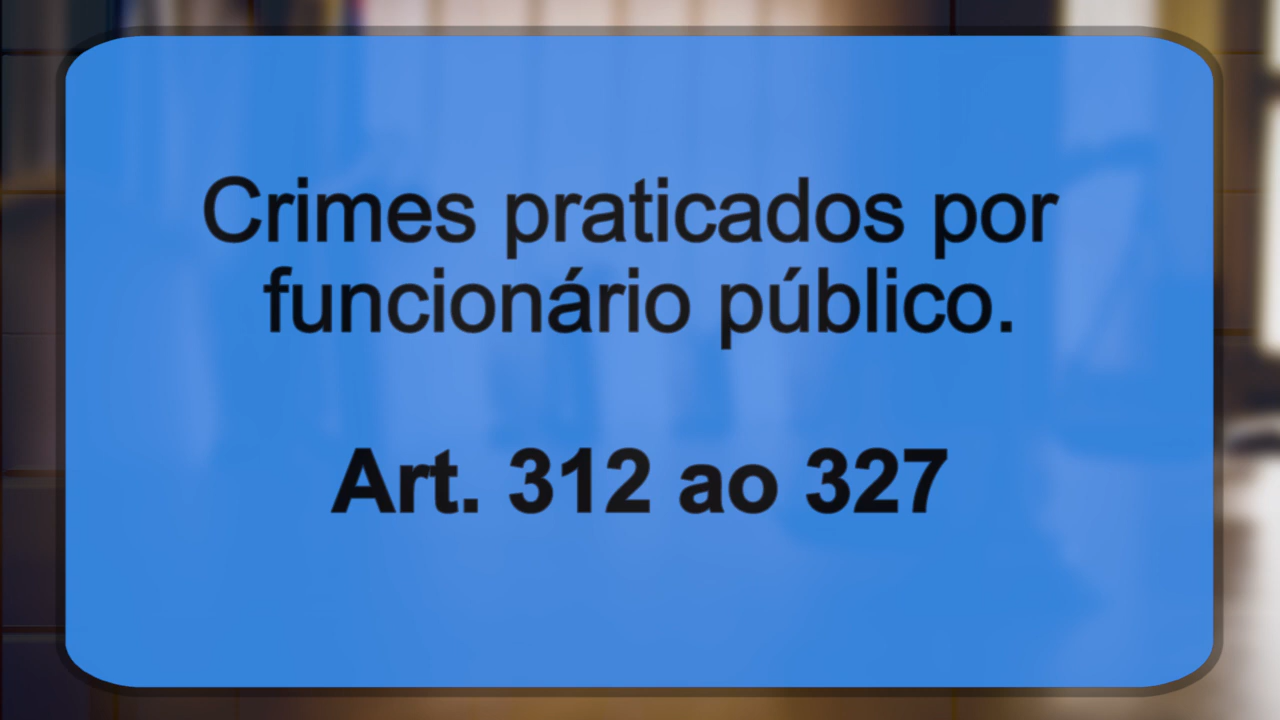 Crimes praticados por
funcionário público.
Art. 312 ao 327